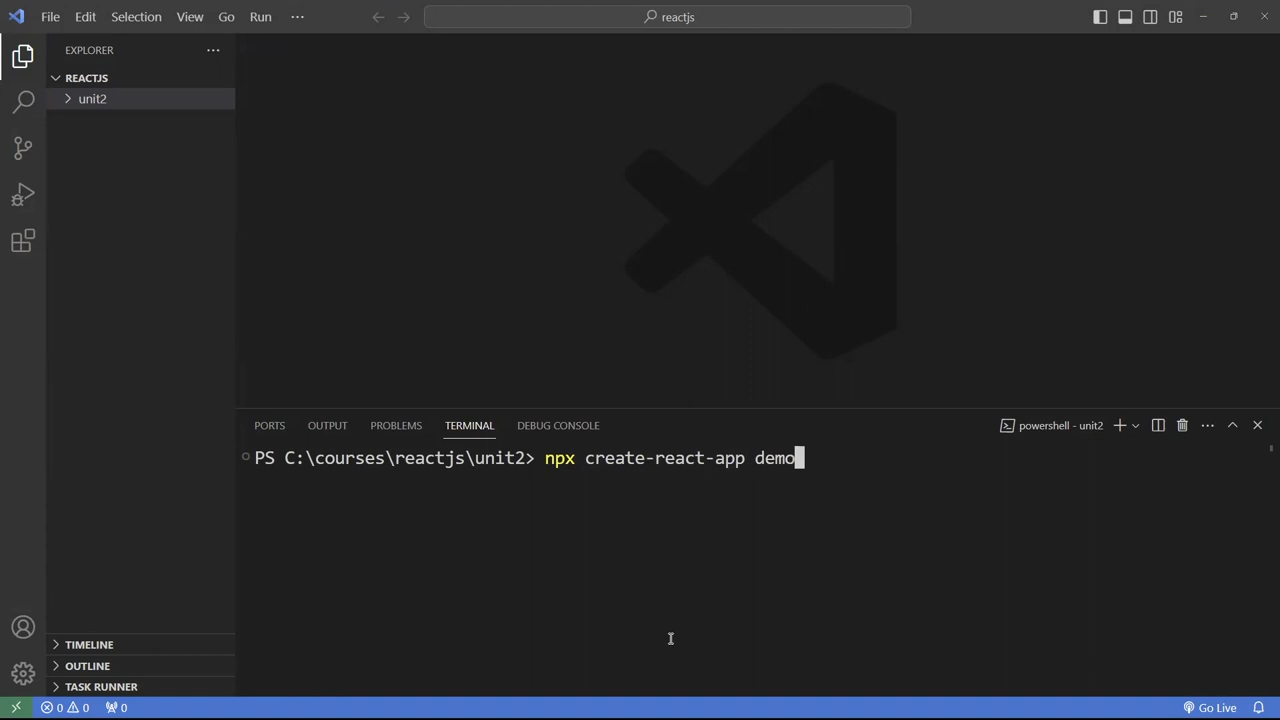 File Edit Selection View Go Run ···
reactjs
EXPLORER ···
REACTJS
unit2
PORTS OUTPUT PROBLEMS TERMINAL DEBUG CONSOLE
powershell - unit2 ···
PS C:\courses\reactjs\unit2> npx create-react-app demo
TIMELINE
OUTLINE
TASK RUNNER
0 0 0 Go Live